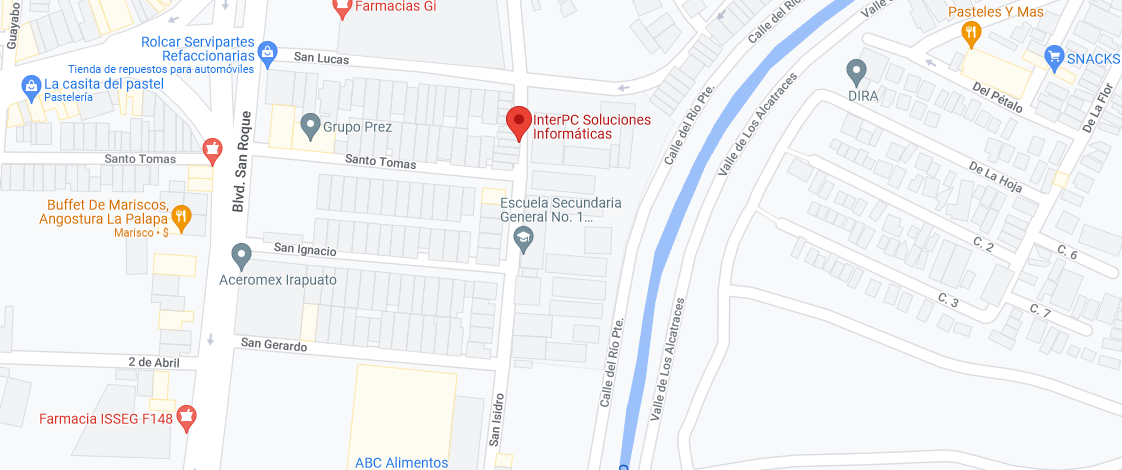 Guayabo
Farmacias Gi
Calle del Río
Valle de Los
Pasteles Y Mas
Rolcar Servipartes
Refaccionarias
Tienda de repuestos para automóviles
San Lucas
SNACKS
La casita del pastel
Pastelería
DIRA
Del Pétalo
De La Flor
InterPC Soluciones
Informáticas
Grupo Prez
Blvd. San Roque
Calle del Río Pte.
Valle de Los Alcatraces
Santo Tomas
Santo Tomas
De La Hoja
Buffet De Mariscos,
Angostura La Palapa
Marisco • $
Escuela Secundaria
General No. 1...
San Ignacio
C. 2
C. 6
Aceromex Irapuato
C. 3
C. 7
San Gerardo
2 de Abril
Calle del Río Pte.
Valle de Los Alcatraces
Farmacia ISSEG F148
San Isidro
ABC Alimentos